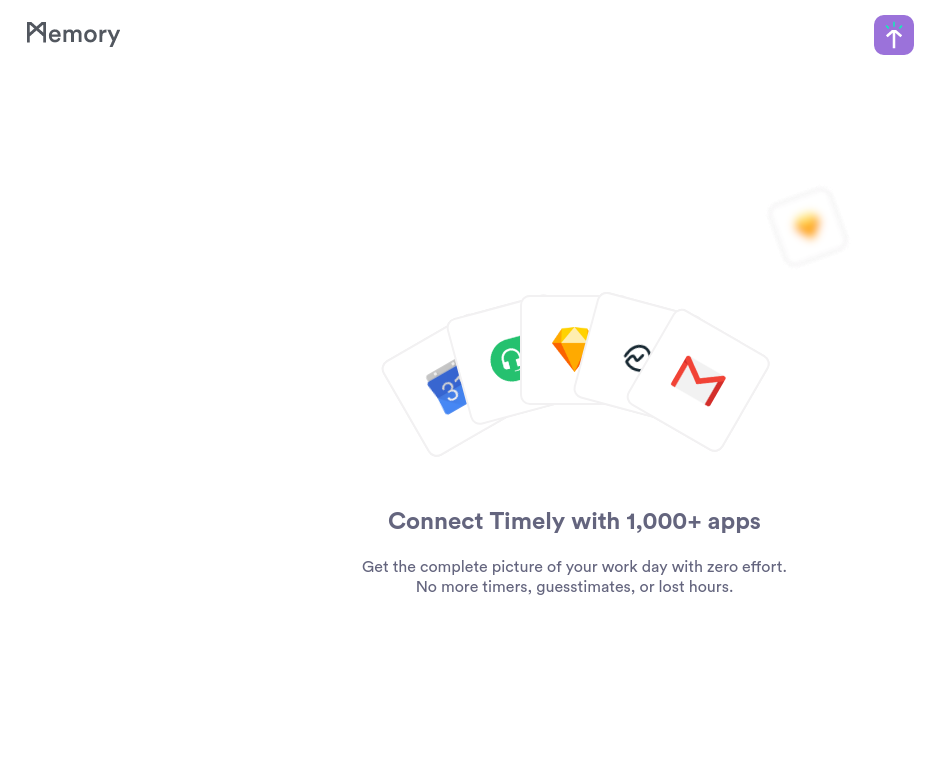 Memory
31
Connect Timely with 1,000+ apps
Get the complete picture of your work day with zero effort.
No more timers, guesstimates, or lost hours.